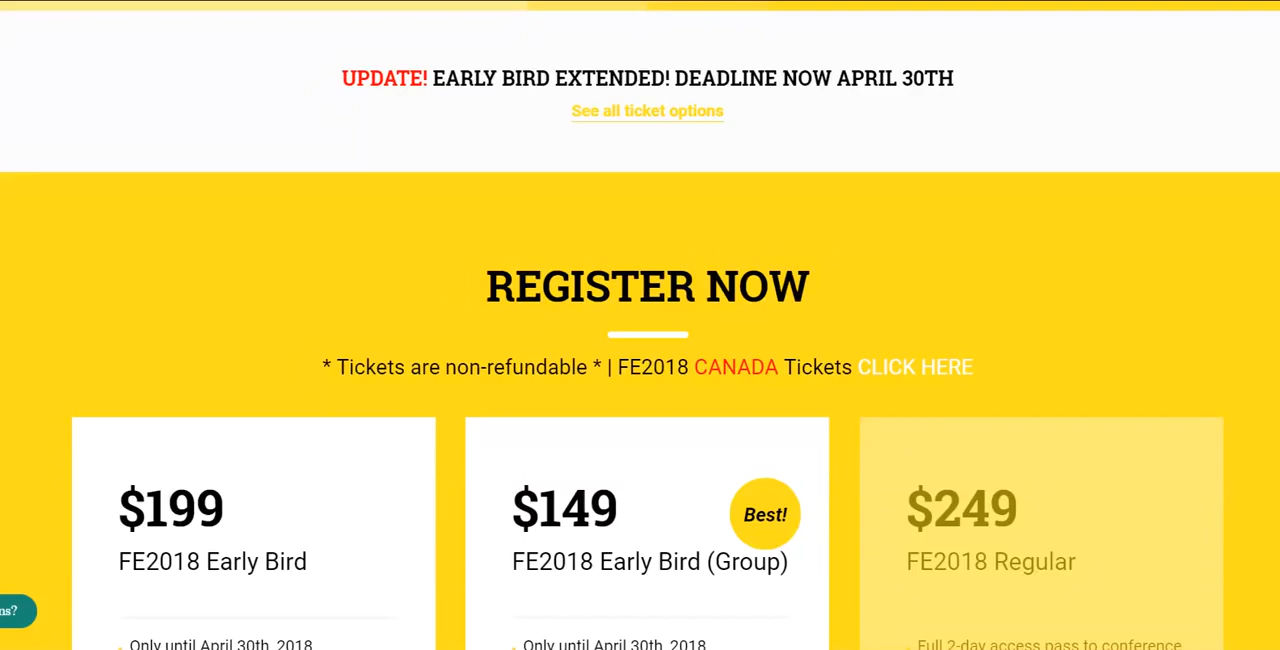 UPDATE! EARLY BIRD EXTENDED! DEADLINE NOW APRIL 30TH
See all ticket options
REGISTER NOW
* Tickets are non-refundable * | FE2018 CANADA Tickets CLICK HERE
$199
FE2018 Early Bird
Only until April 30th, 2018
$149
Best!
FE2018 Early Bird (Group)
Only until April 30th, 2018
$249
FE2018 Regular
Full 2-day access pass to conference
ns?